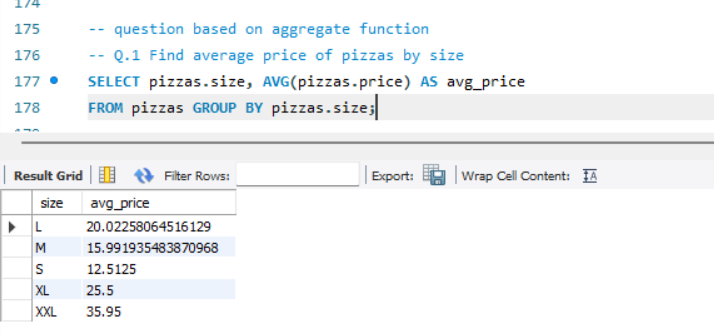 174
175 -- question based on aggregate function
176 -- Q.1 Find average price of pizzas by size
177 SELECT pizzas.size, AVG(pizzas.price) AS avg_price
178 FROM pizzas GROUP BY pizzas.size;
Result Grid Filter Rows: Export: Wrap Cell Content: IA
size avg_price
L 20.02258064516129
M 15.991935483870968
S 12.5125
XL 25.5
XXL 35.95